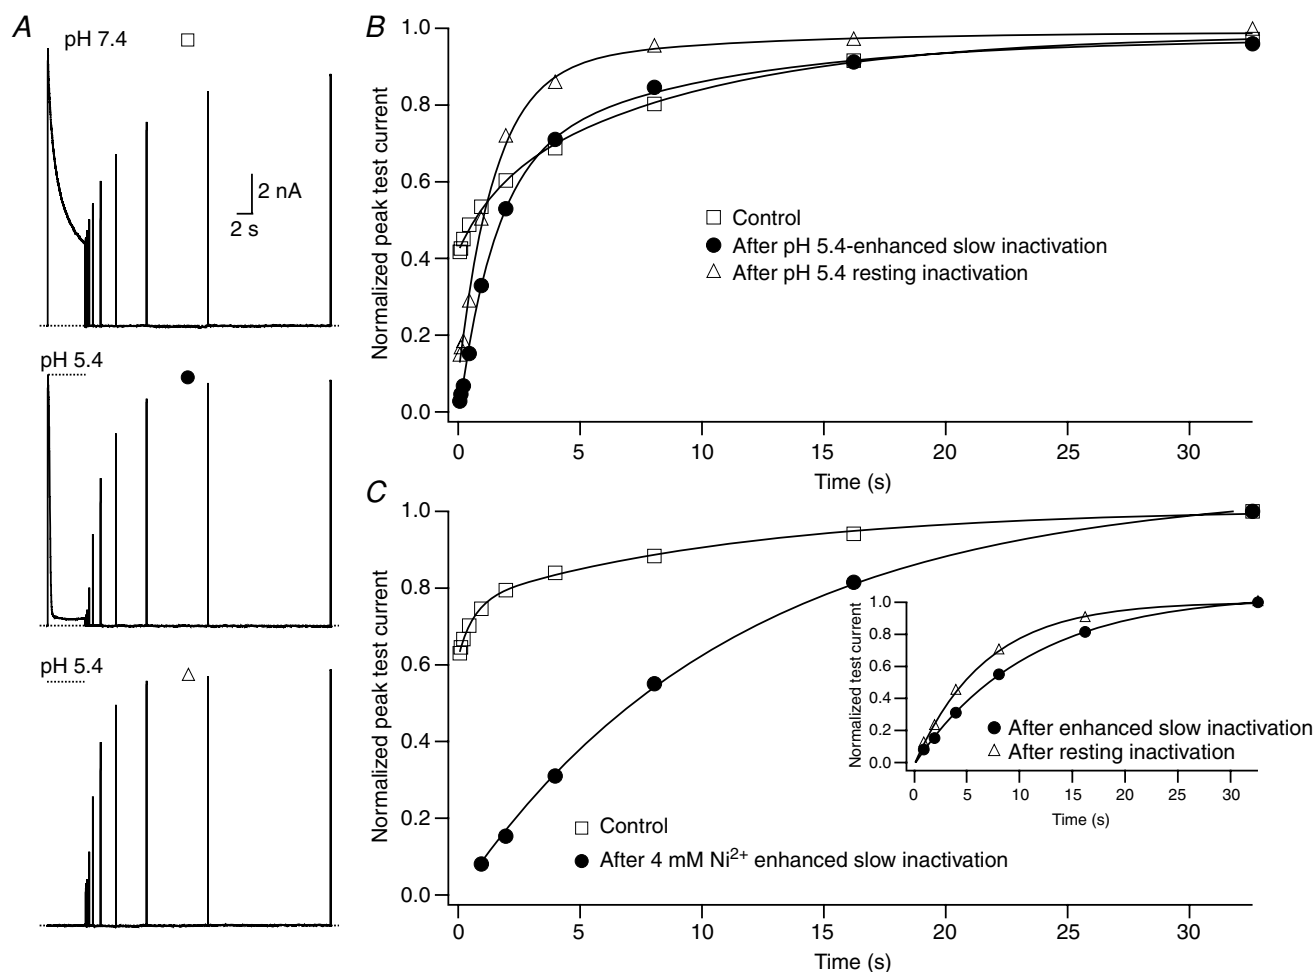 A
pH 7.4
2 nA
2 s
pH 5.4
pH 5.4
B
Normalized peak test current
1.0
0.8
0.6
0.4
0.2
0.0
Control
After pH 5.4-enhanced slow inactivation
After pH 5.4 resting inactivation
0 5 10 15 20 25 30
Time (s)
C
Normalized peak test current
1.0
0.8
0.6
0.4
0.2
0.0
Control
After 4 mM Ni²⁺ enhanced slow inactivation
0 5 10 15 20 25 30
Time (s)
Normalized test current
1.0
0.8
0.6
0.4
0.2
0.0
After enhanced slow inactivation
After resting inactivation
0 5 10 15 20 25 30
Time (s)